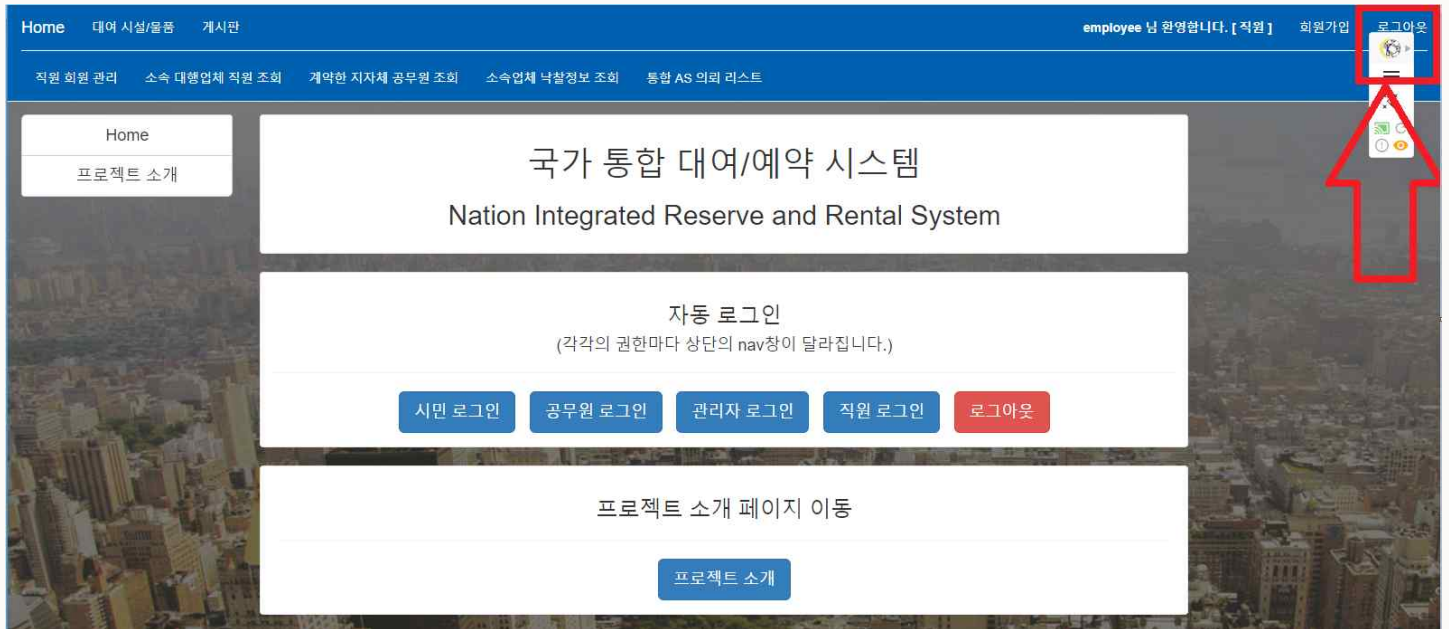 Home 대여 시설/물품 게시판 employee 님 환영합니다. [ 직원 ] 회원가입 로그아웃
직원 회원 관리 소속 대행업체 직원 조회 계약한 지자체 공무원 조회 소속업체 낙찰정보 조회 통합 AS 의뢰 리스트
Home
프로젝트 소개
국가 통합 대여/예약 시스템
Nation Integrated Reserve and Rental System
자동 로그인
(각각의 권한마다 상단의 nav창이 달라집니다.)
시민 로그인 공무원 로그인 관리자 로그인 직원 로그인 로그아웃
프로젝트 소개 페이지 이동
프로젝트 소개